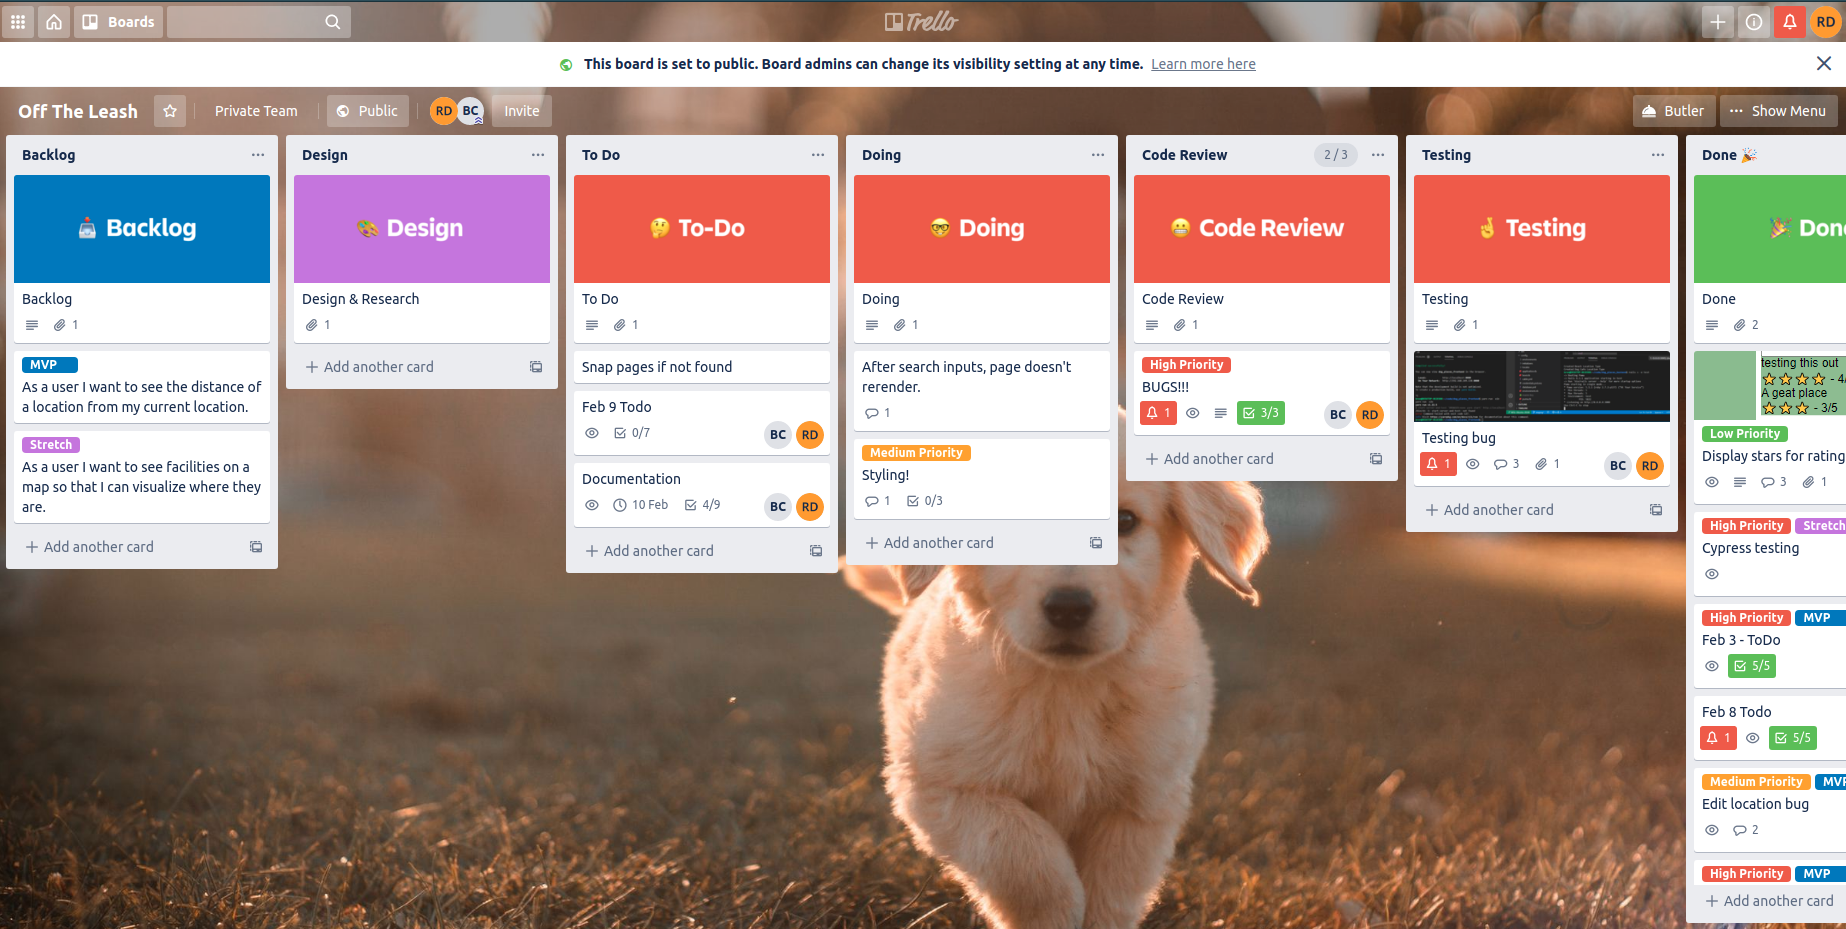 Boards
Trello
RD
This board is set to public. Board admins can change its visibility setting at any time. Learn more here
Off The Leash
Private Team
Public
RD
BC
Invite
Butler
Show Menu
Backlog
Backlog
Backlog
1
MVP
As a user I want to see the distance of
a location from my current location.
Stretch
As a user I want to see facilities on a
map so that I can visualize where they
are.
Add another card
Design
Design
Design & Research
1
Add another card
To Do
To-Do
To Do
1
Snap pages if not found
Feb 9 Todo
0/7
BC
RD
Documentation
10 Feb
4/9
BC
RD
Add another card
Doing
Doing
Doing
1
After search inputs, page doesn't
rerender.
1
Medium Priority
Styling!
1
0/3
Add another card
Code Review
2 / 3
Code Review
Code Review
1
High Priority
BUGS!!!
1
3/3
BC
RD
Add another card
Testing
Testing
Testing
1
Testing bug
1
3
1
BC
RD
Add another card
Done
Done
2
testing this out
- 4/
A geat place
- 3/5
Low Priority
Display stars for rating
3
1
High Priority
Stretch
Cypress testing
High Priority
MVP
Feb 3 - ToDo
5/5
Feb 8 Todo
1
5/5
Medium Priority
Edit location bug
2
High Priority
MVP
Add another card